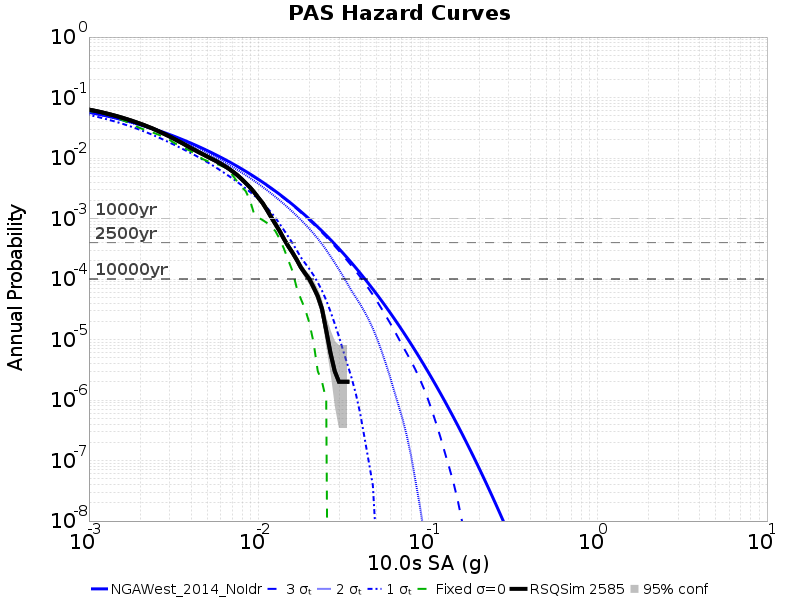 PAS Hazard Curves
10⁰
10⁻¹
10⁻²
10⁻³
10⁻⁴
10⁻⁵
10⁻⁶
10⁻⁷
10⁻⁸
Annual Probability
1000yr
2500yr
10000yr
10⁻³ 10⁻² 10⁻¹ 10⁰ 10¹
10.0s SA (g)
NGAWest_2014_NoIdr 3 σₜ 2 σₜ 1 σₜ Fixed σ=0 RSQSim 2585 95% conf